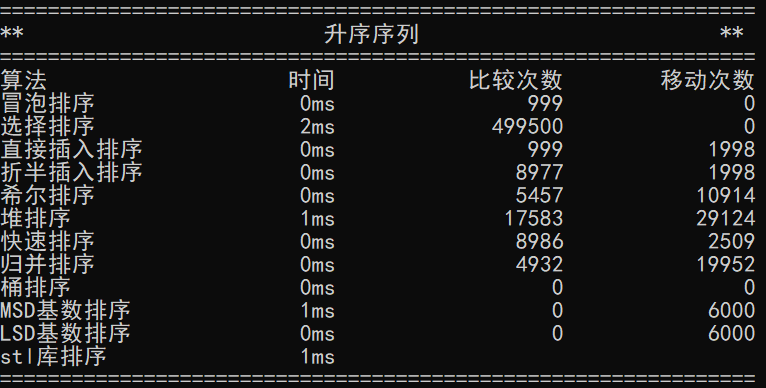 ================================================================
** 升序序列 **
================================================================
算法 时间 比较次数 移动次数
冒泡排序 0ms 999 0
选择排序 2ms 499500 0
直接插入排序 0ms 999 1998
折半插入排序 0ms 8977 1998
希尔排序 0ms 5457 10914
堆排序 1ms 17583 29124
快速排序 0ms 8986 2509
归并排序 0ms 4932 19952
桶排序 0ms 0 0
MSD基数排序 1ms 0 6000
LSD基数排序 0ms 0 6000
stl库排序 1ms
================================================================